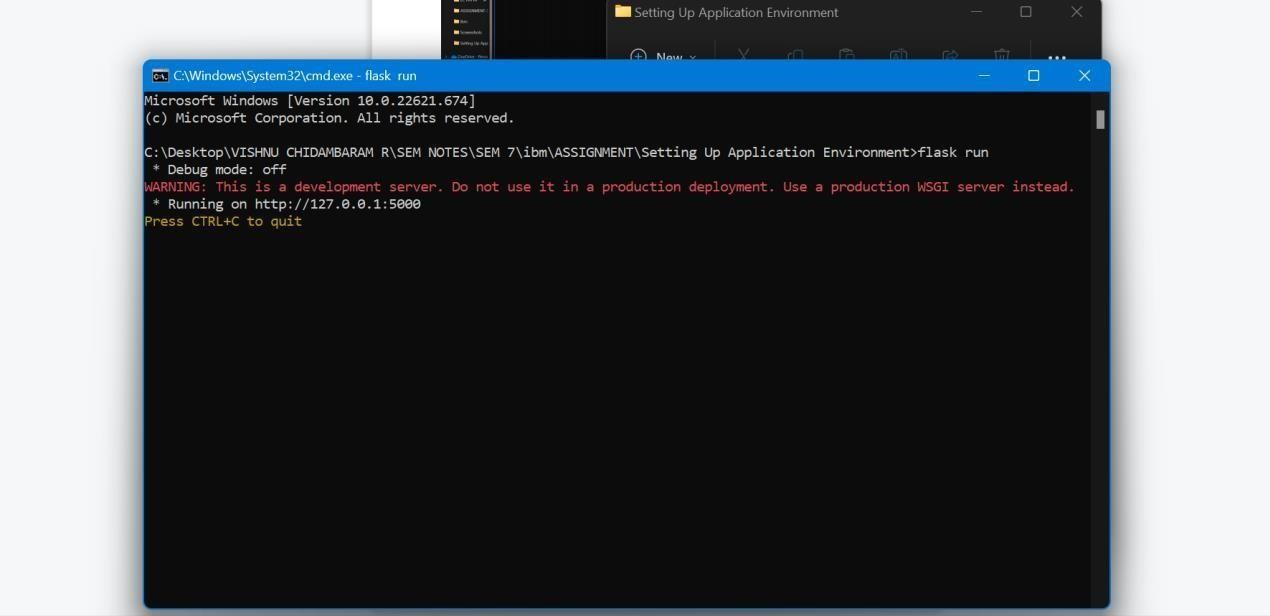 Setting Up Application Environment
New
C:\Windows\System32\cmd.exe - flask  run
Microsoft Windows [Version 10.0.22621.674]
(c) Microsoft Corporation. All rights reserved.
C:\Desktop\VISHNU CHIDAMBARAM R\SEM NOTES\SEM 7\ibm\ASSIGNMENT\Setting Up Application Environment>flask run
 * Debug mode: off
WARNING: This is a development server. Do not use it in a production deployment. Use a production WSGI server instead.
 * Running on http://127.0.0.1:5000
Press CTRL+C to quit